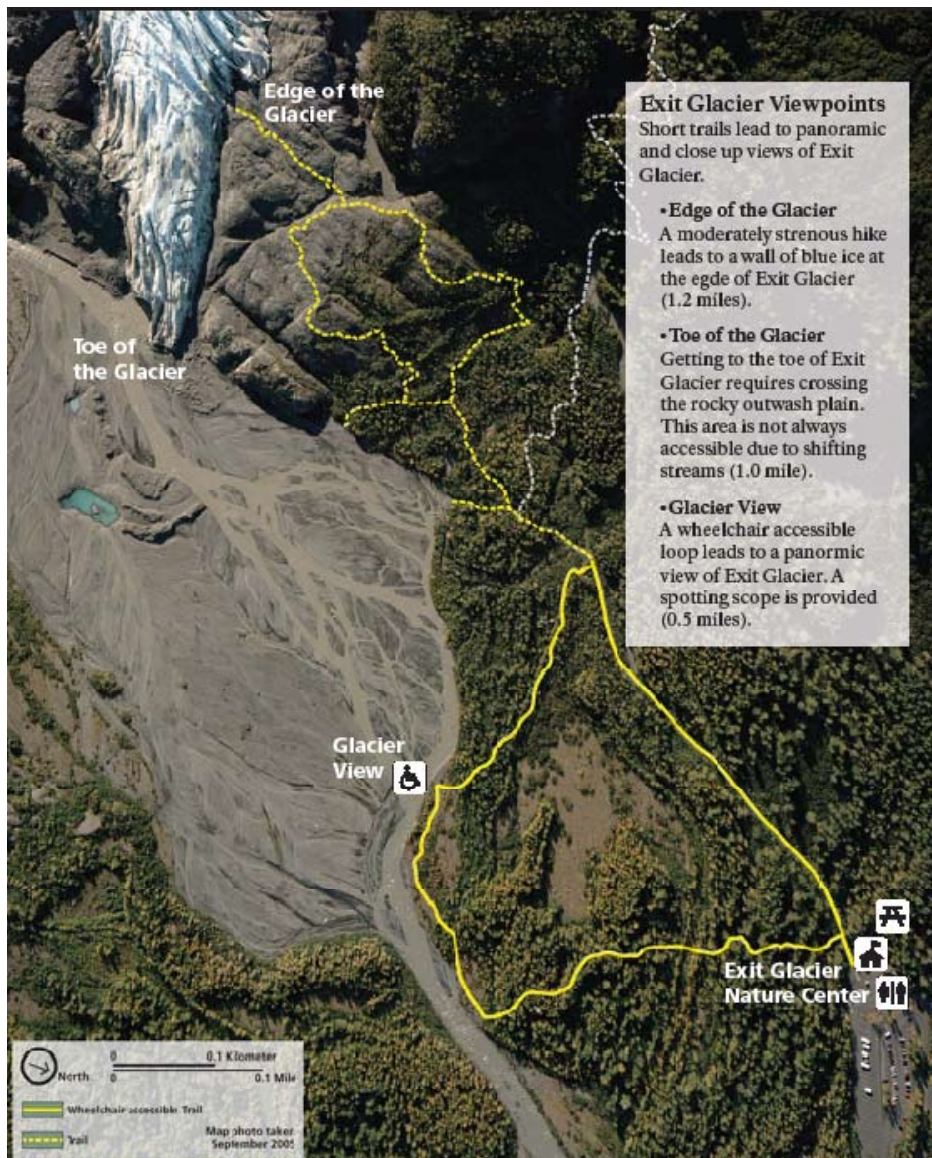 Edge of the
Glacier
Exit Glacier Viewpoints
Short trails lead to panoramic
and close up views of Exit
Glacier.
•Edge of the Glacier
A moderately strenous hike
leads to a wall of blue ice at
the egde of Exit Glacier
(1.2 miles).
•Toe of the Glacier
Getting to the toe of Exit
Glacier requires crossing
the rocky outwash plain.
This area is not always
accessible due to shifting
streams (1.0 mile).
•Glacier View
A wheelchair accessible
loop leads to a panormic
view of Exit Glacier. A
spotting scope is provided
(0.5 miles).
Toe of
the Glacier
Glacier
View
Exit Glacier
Nature Center
North
0 0.1 Kilometer
0 0.1 Mile
Wheelchair accessible Trail
Trail
Map photo taken
September 2005